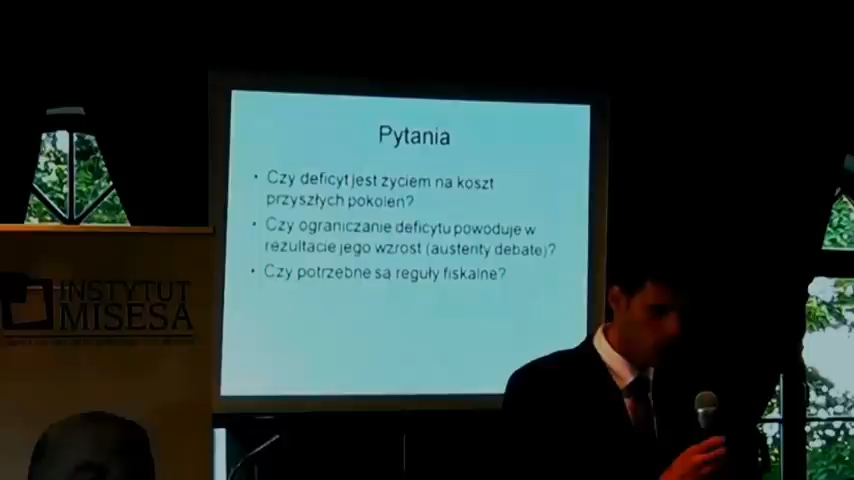 Pytania
• Czy deficyt jest życiem na koszt
przyszłych pokoleń?
• Czy ograniczanie deficytu powoduje w
rezultacie jego wzrost (austerity debate)?
• Czy potrzebne są reguły fiskalne?
INSTYTUT
MISESA